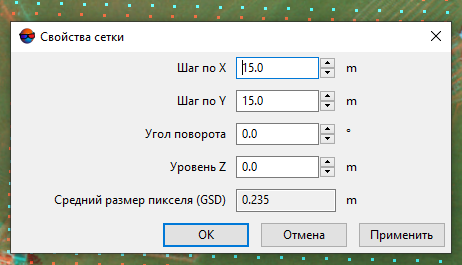 Свойства сетки
Шаг по X 15.0 m
Шаг по Y 15.0 m
Угол поворота 0.0 °
Уровень Z 0.0 m
Средний размер пикселя (GSD) 0.235 m
OK Отмена Применить